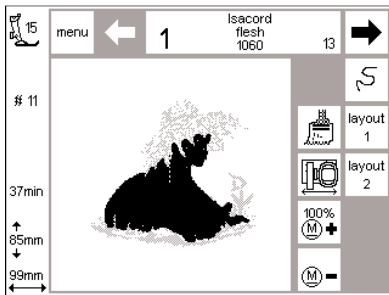 15
menu
1
Isacord
flesh
1060
13
# 11
layout
1
layout
2
37min
100%
M +
85mm
M -
99mm